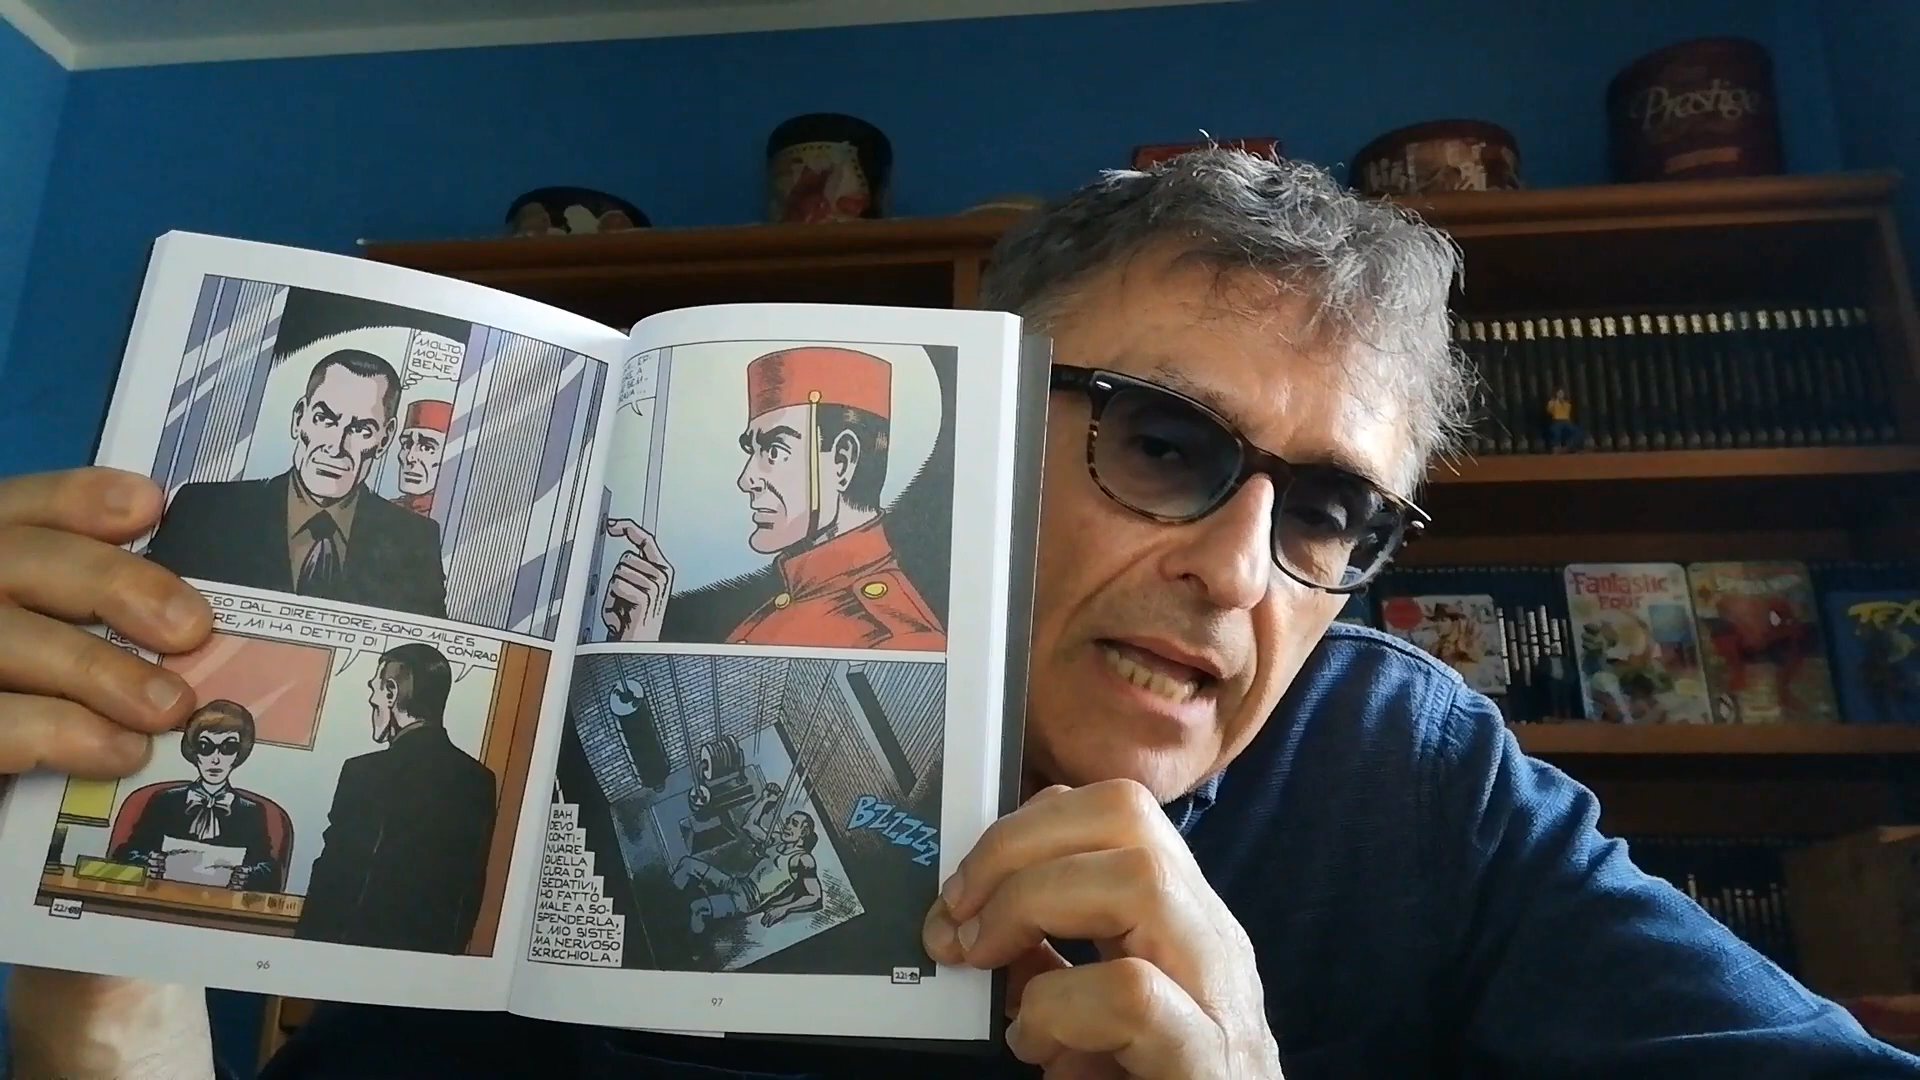 Prestige
MOLTO,
MOLTO
BENE.
ESO DAL DIRETTORE, SONO MILES
RE, MI HA DETTO DI
CONRAD
96
BZZZZZ
BAH
DEVO
CONTI-
NUARE
QUELLA
CURA DI
SEDATIVI,
HO FATTO
MALE A SO-
SPENDERLA,
IL MIO SISTE-
MA NERVOSO
SCRICCHIOLA.
97
Fantastic
FOUR
TEX